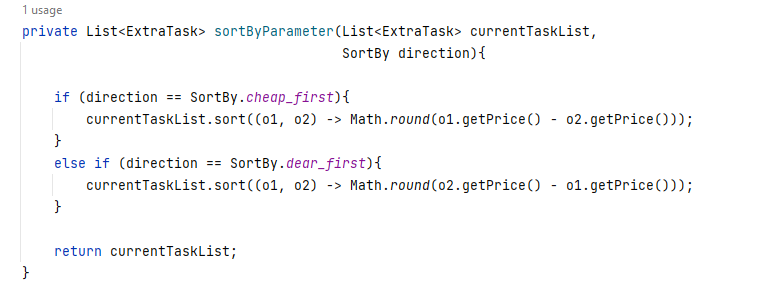 1 usage
private List<ExtraTask> sortByParameter(List<ExtraTask> currentTaskList,
SortBy direction){
if (direction == SortBy.cheap_first){
currentTaskList.sort((o1, o2) -> Math.round(o1.getPrice() - o2.getPrice()));
}
else if (direction == SortBy.dear_first){
currentTaskList.sort((o1, o2) -> Math.round(o2.getPrice() - o1.getPrice()));
}
return currentTaskList;
}